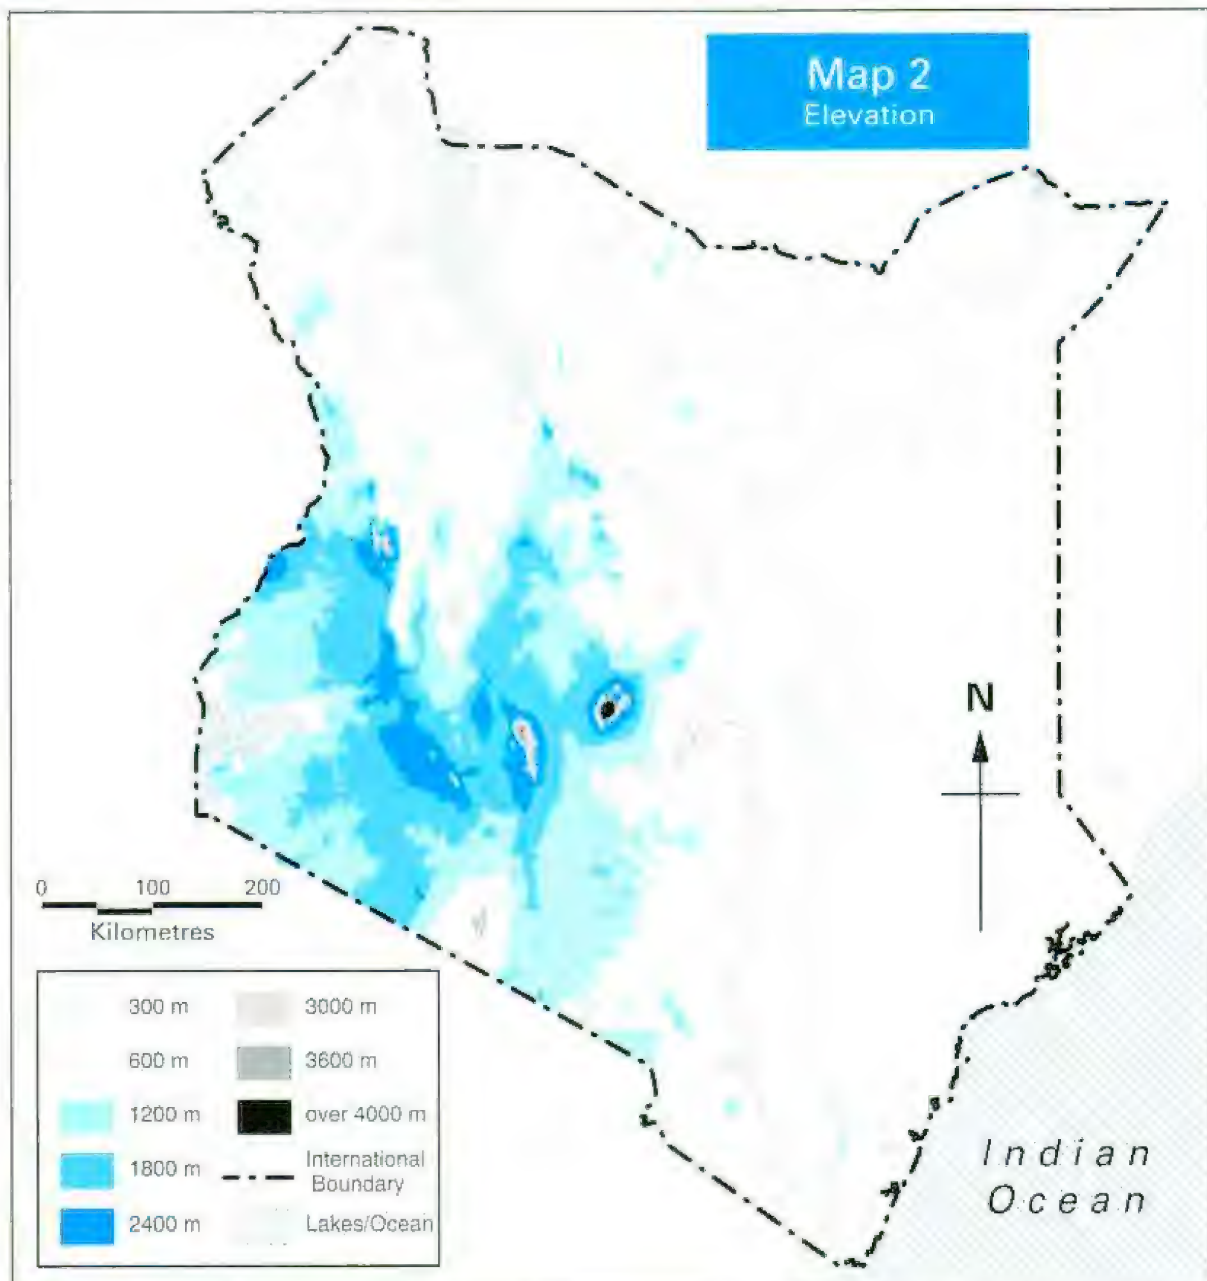 Map 2
Elevation
N
0 100 200
Kilometres
300 m
600 m
1200 m
1800 m
2400 m
3000 m
3600 m
over 4000 m
International
Boundary
Lakes/Ocean
Indian
Ocean